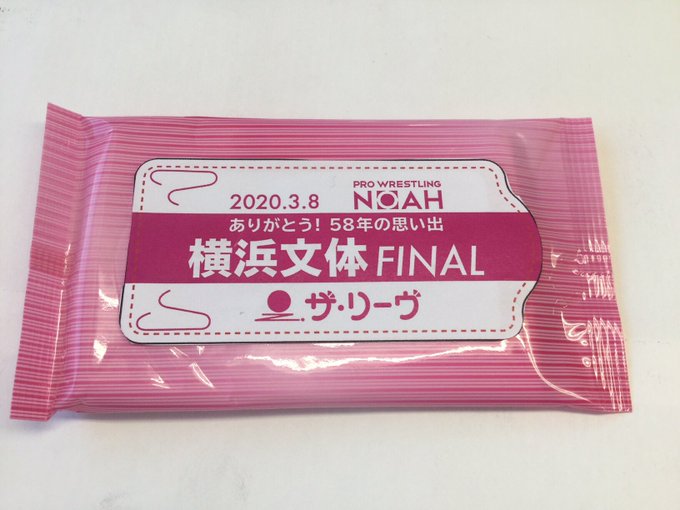 2020.3.8
PRO WRESTLING
NOAH
ありがとう! 58年の思い出
横浜文体 FINAL
ザ・リーヴ